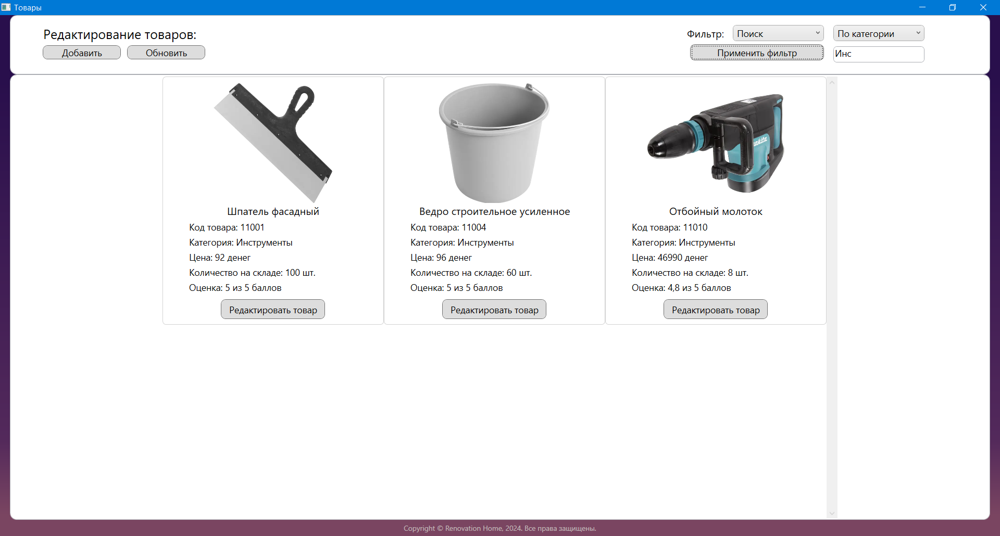 Товары
Редактирование товаров:
Добавить
Обновить
Фильтр:
Поиск
По категории
Применить фильтр
Инс
Шпатель фасадный
Код товара: 11001
Категория: Инструменты
Цена: 92 денег
Количество на складе: 100 шт.
Оценка: 5 из 5 баллов
Редактировать товар
Ведро строительное усиленное
Код товара: 11004
Категория: Инструменты
Цена: 96 денег
Количество на складе: 60 шт.
Оценка: 5 из 5 баллов
Редактировать товар
Отбойный молоток
Код товара: 11010
Категория: Инструменты
Цена: 46990 денег
Количество на складе: 8 шт.
Оценка: 4,8 из 5 баллов
Редактировать товар
Copyright © Renovation Home, 2024. Все права защищены.